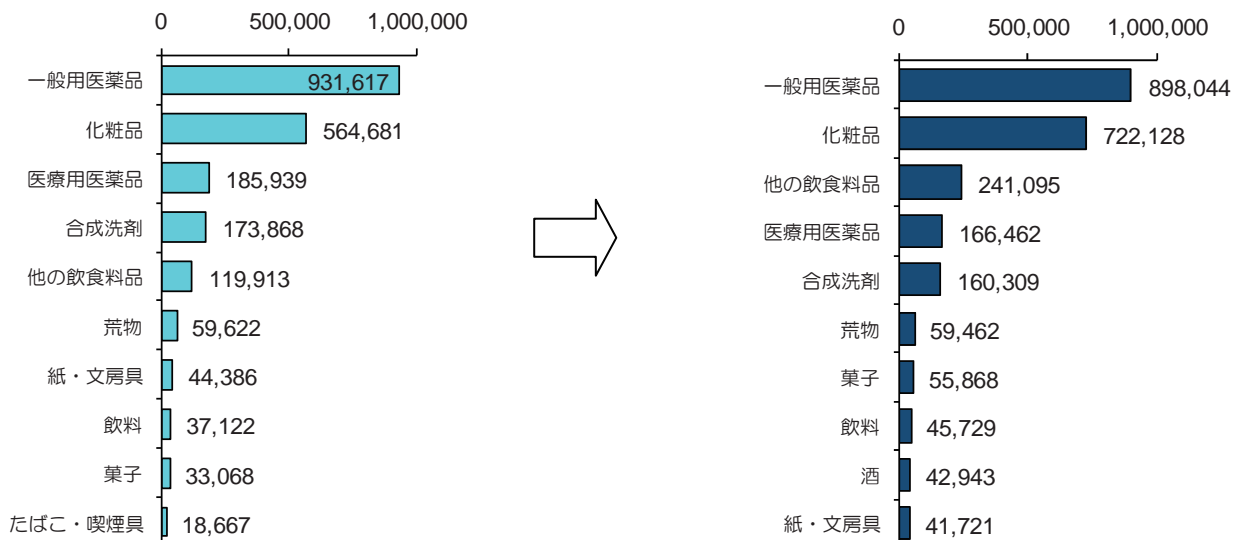 0 500,000 1,000,000
一般用医薬品 931,617
化粧品 564,681
医療用医薬品 185,939
合成洗剤 173,868
他の飲食料品 119,913
荒物 59,622
紙・文房具 44,386
飲料 37,122
菓子 33,068
たばこ・喫煙具 18,667
0 500,000 1,000,000
一般用医薬品 898,044
化粧品 722,128
他の飲食料品 241,095
医療用医薬品 166,462
合成洗剤 160,309
荒物 59,462
菓子 55,868
飲料 45,729
酒 42,943
紙・文房具 41,721